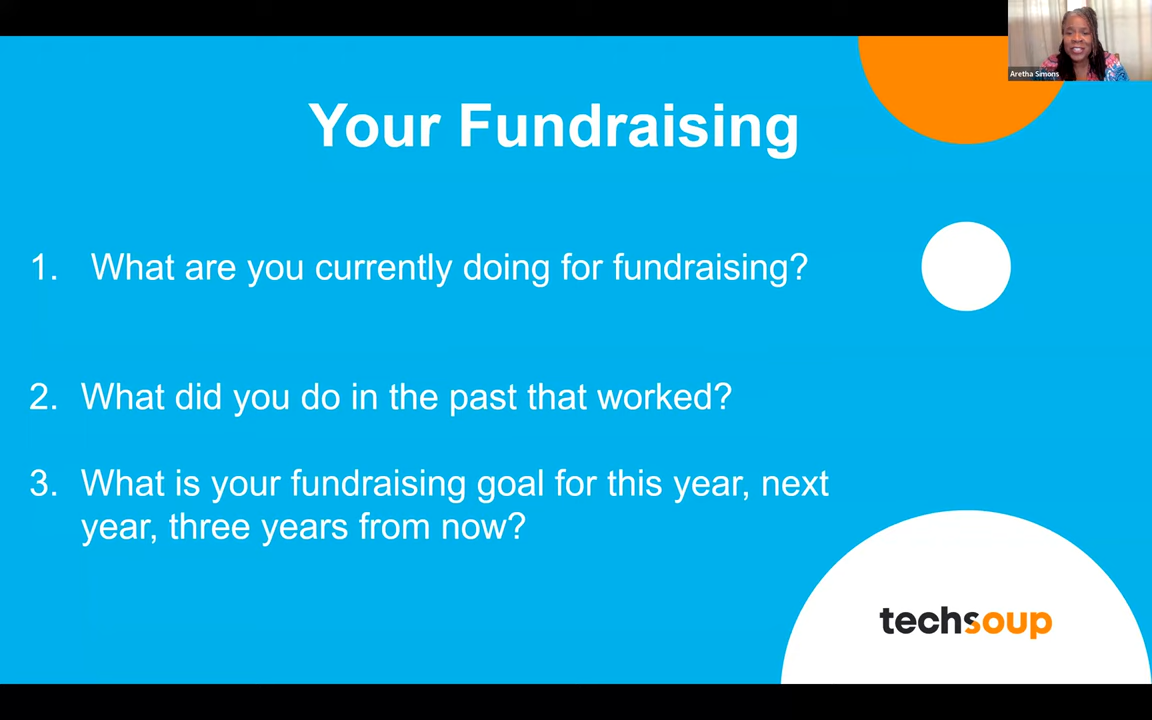 Aretha Simons
Your Fundraising
1. What are you currently doing for fundraising?
2. What did you do in the past that worked?
3. What is your fundraising goal for this year, next
year, three years from now?
techsoup